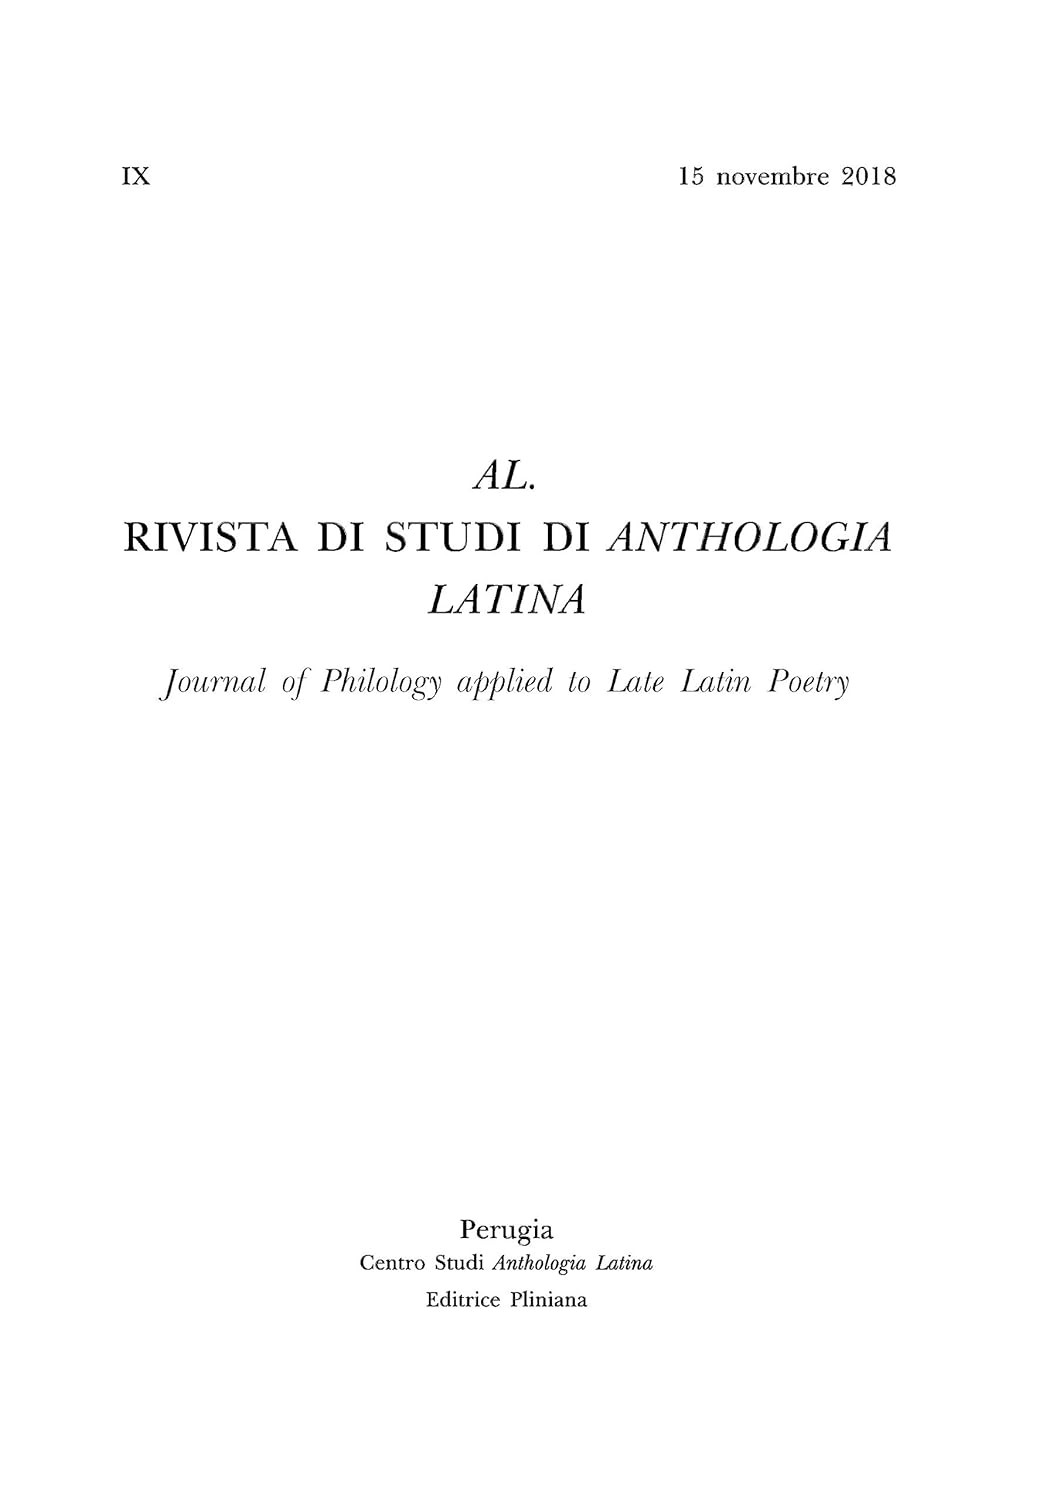 IX 15 novembre 2018
AL.
RIVISTA DI STUDI DI ANTHOLOGIA
LATINA
Journal of Philology applied to Late Latin Poetry
Perugia
Centro Studi Anthologia Latina
Editrice Pliniana